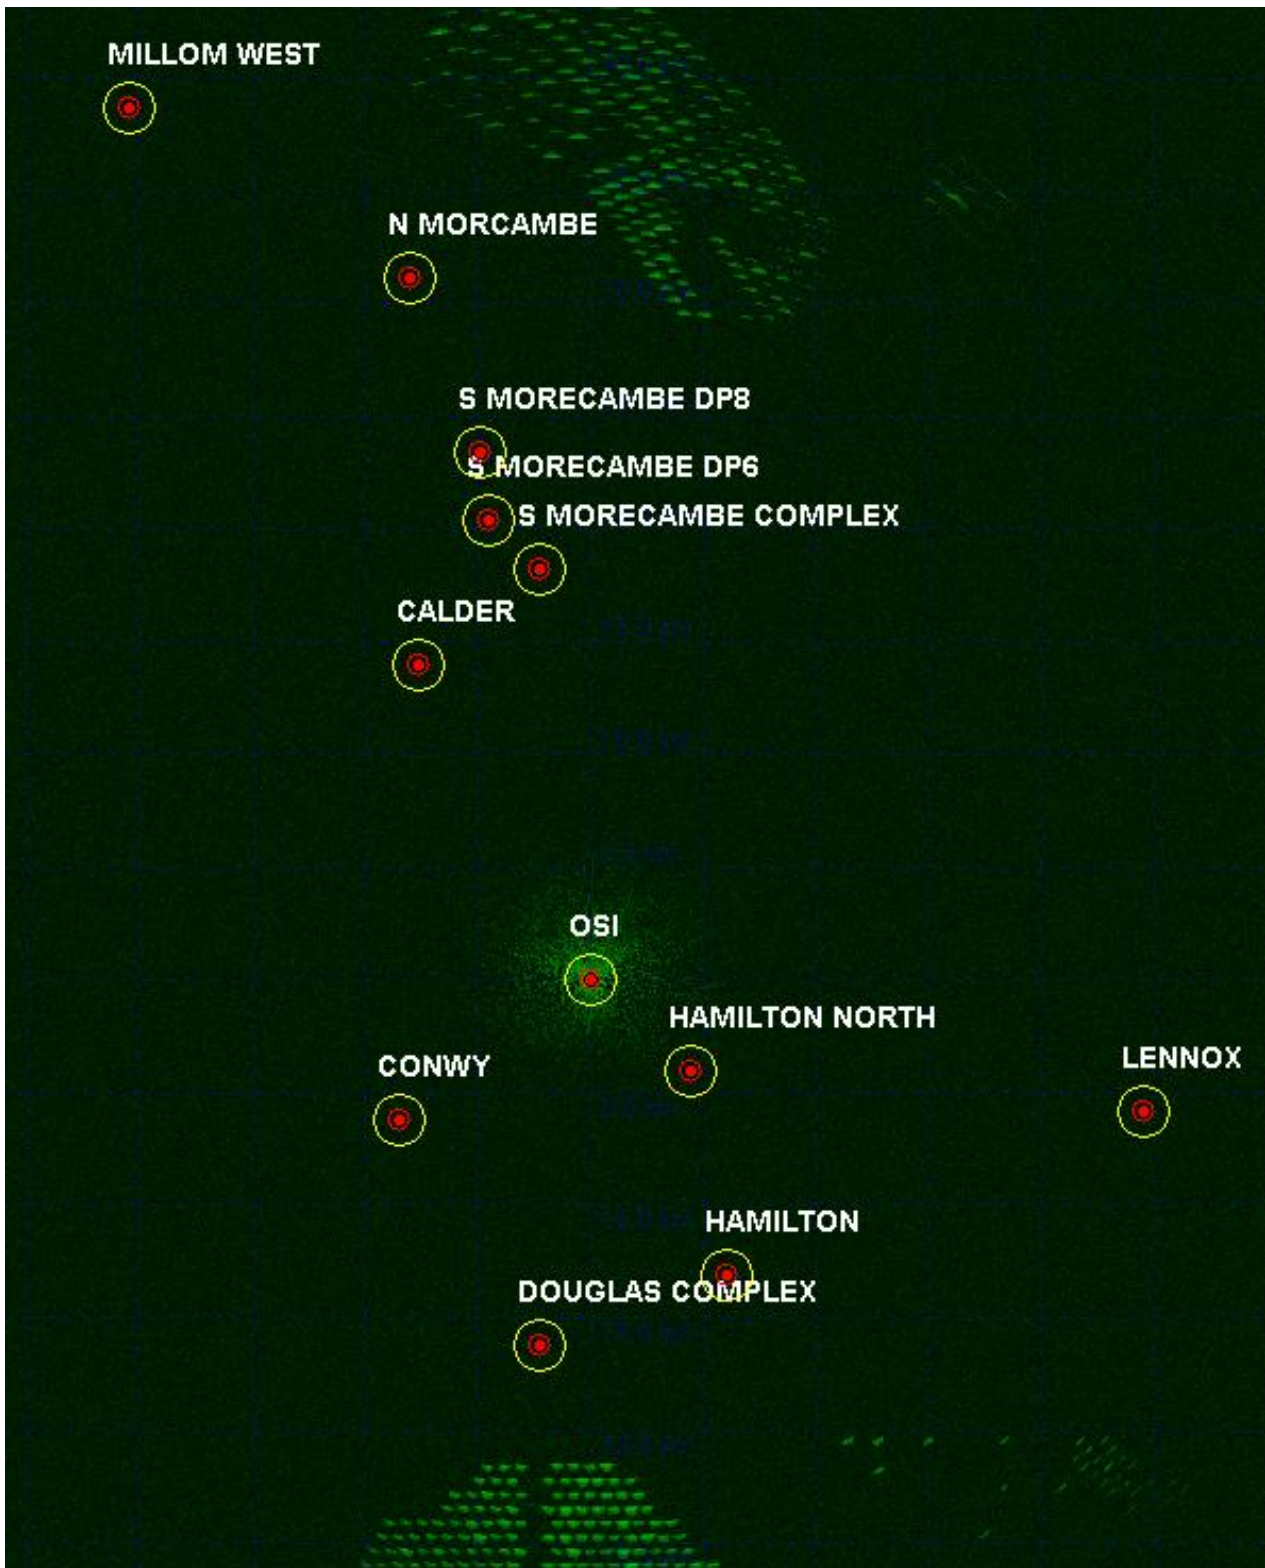 MILLOM WEST
N MORCAMBE
S MORECAMBE DP8
S MORECAMBE DP6
S MORECAMBE COMPLEX
CALDER
OSI
HAMILTON NORTH
LENNOX
CONWY
HAMILTON
DOUGLAS COMPLEX